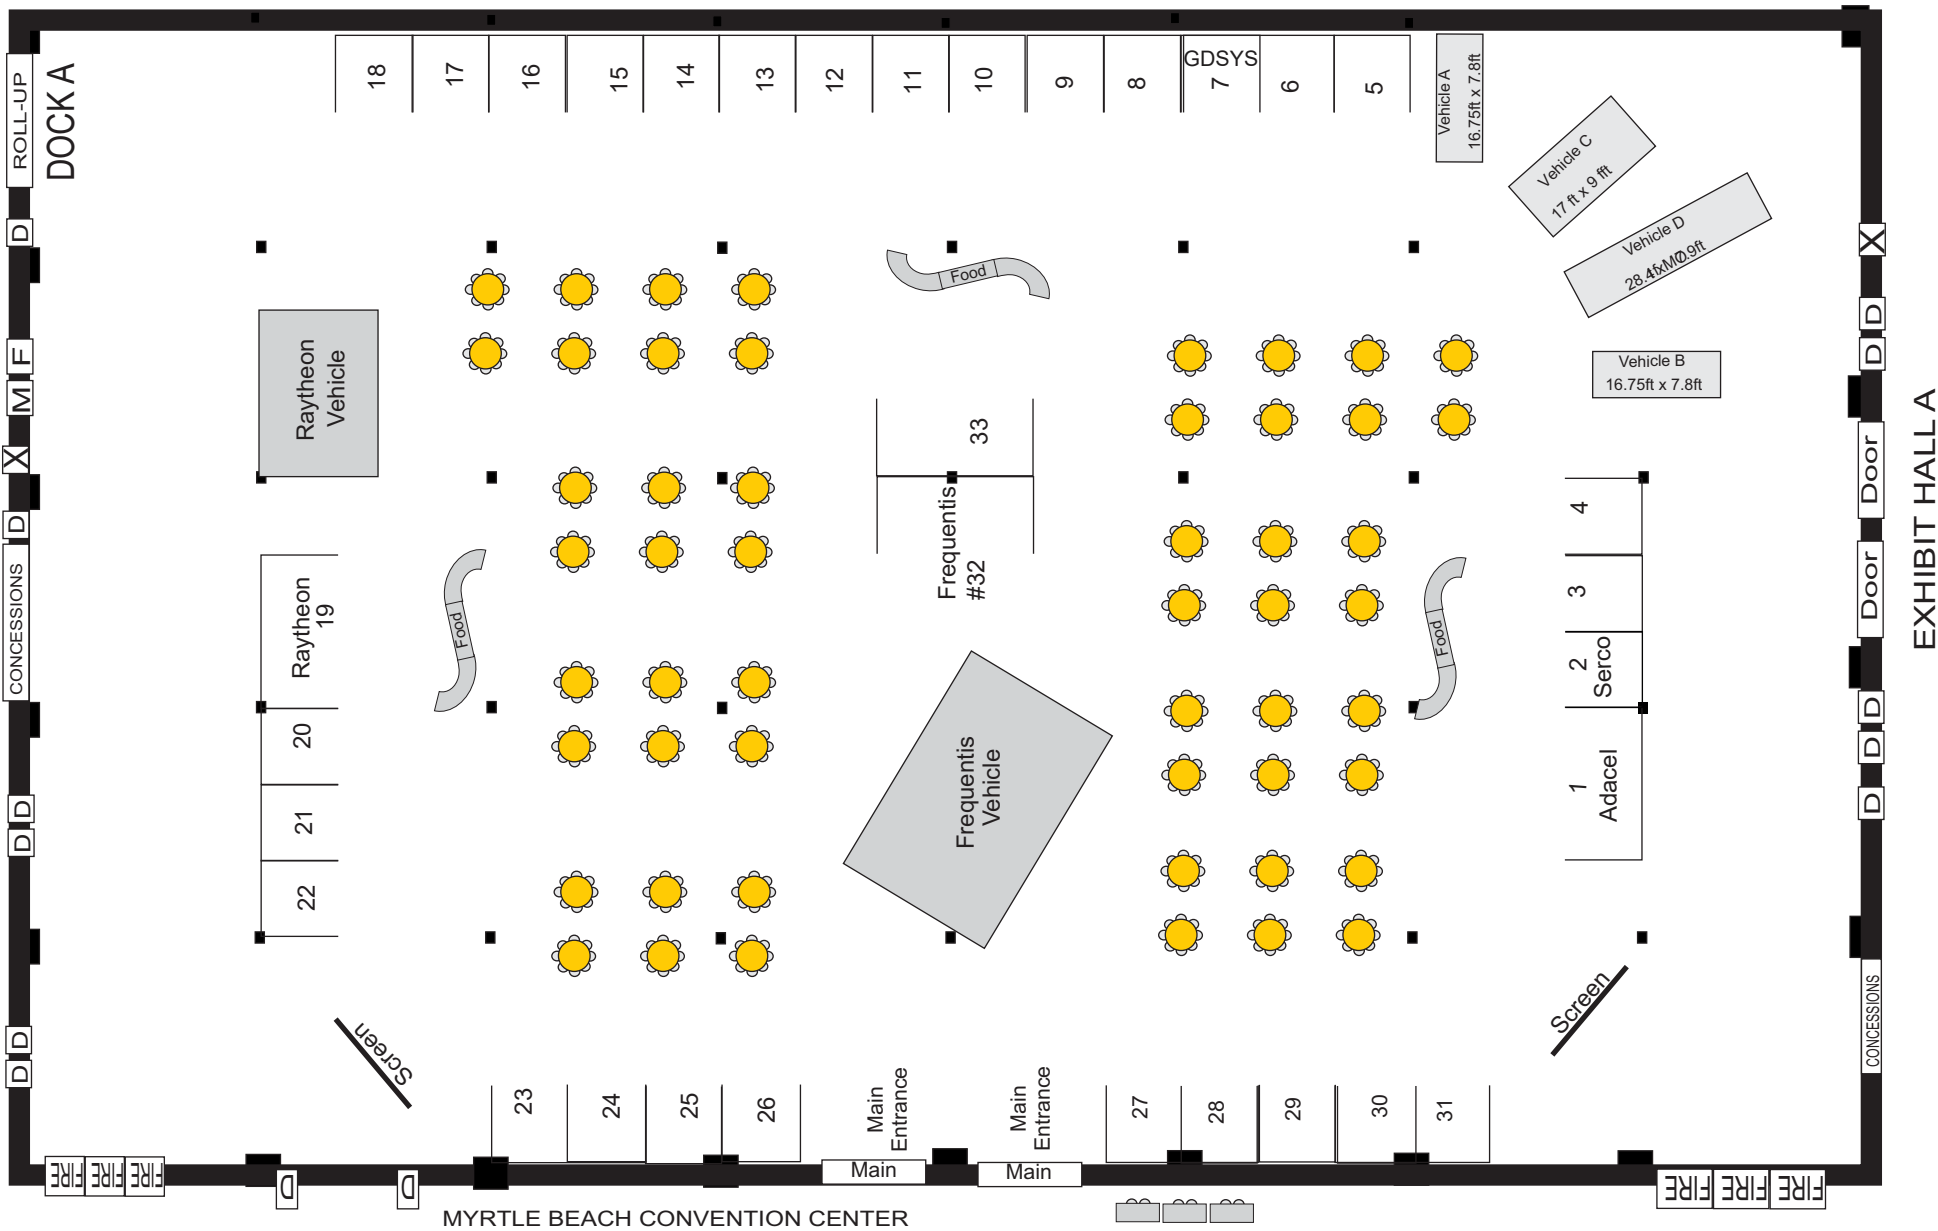 ROLL-UP
DOCK A
18
17
16
15
14
13
12
11
10
9
8
GDSYS
7
6
5
Vehicle A
16.75ft x 7.8ft
Vehicle C
17 ft x 9 fft
Vehicle D
Vehicle B
16.75ft x 7.8ft
D
F
M
X
D
CONCESSIONS
D
D
D
D
Raytheon
Vehicle
Food
33
Frequentis
#32
Raytheon
19
Food
20
21
22
Frequentis
Vehicle
4
3
2
Serco
1
Adacel
Food
X
D
D
Door
Door
D
D
D
CONCESSIONS
EXHIBIT HALL A
Screen
Screen
23
24
25
26
Main
Entrance
Main
Entrance
27
28
29
30
31
FIRE
FIRE
FIRE
D
D
Main
Main
FIRE
FIRE
FIRE
MYRTLE BEACH CONVENTION CENTER